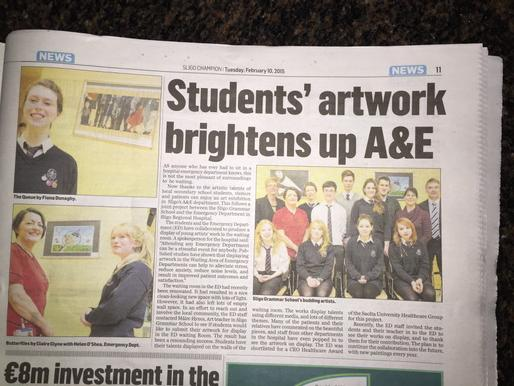 NEWS
SLIGO CHAMPION | Tuesday, February 10, 2015
NEWS
11
Students' artwork
brightens up A&E
The Queue by Fiona Donaghy.
Butterflies by Claire Glynn with Helen O'Shea, Emergency Dept.
AS anyone who has ever had to sit in a
hospital emergency department knows, this
is not the most pleasant of surroundings
to be waiting.
Now thanks to the artistic talents of
local secondary school students, visitors
and patients can enjoy an art exhibition
in Sligo's A&E department. This follows a
joint project between the Sligo Grammar
School and the Emergency Department in
Sligo Regional Hospital.
The students and the Emergency Depart-
ment (ED) have collaborated to produce a
display of young artists' work in the waiting
room. A spokesperson for the hospital said
"Attending any Emergency Department
can be a stressful event for anybody. Pub-
lished studies have shown that displaying
artwork in the Waiting Area of Emergency
Departments can help to alleviate stress,
reduce anxiety, reduce noise levels, and
result in improved patient outcomes and
satisfaction."
The waiting room in the ED had recently
been renovated. It had resulted in a nice
clean-looking new space with lots of light.
However, it had also left lots of empty
wall space. In an effort to reach out and
involve the local community, the ED staff
contacted Máire Hynes, Art teacher in Sligo
Grammar School to see if students would
like to submit their artwork for display
in the ED waiting Room. The result has
been a resounding success. Students now
have their talents displayed on the walls of the
Sligo Grammar School's budding artists.
waiting room. The works display talents
using different media, and lots of different
themes. Many of the patients and their
relatives have commented on the beautiful
pieces, and staff from other departments
in the hospital have even popped in to
see the artwork on display. The ED was
shortlisted for a CEO Healthcare Award
of the Saolta University Healthcare Group
for this project.
Recently, the ED staff invited the stu-
dents and their teacher in to the ED to
see their works on display, and to thank
them for their contribution. The plan is to
continue the collaboration into the future,
with new paintings every year.
€8m investment in the